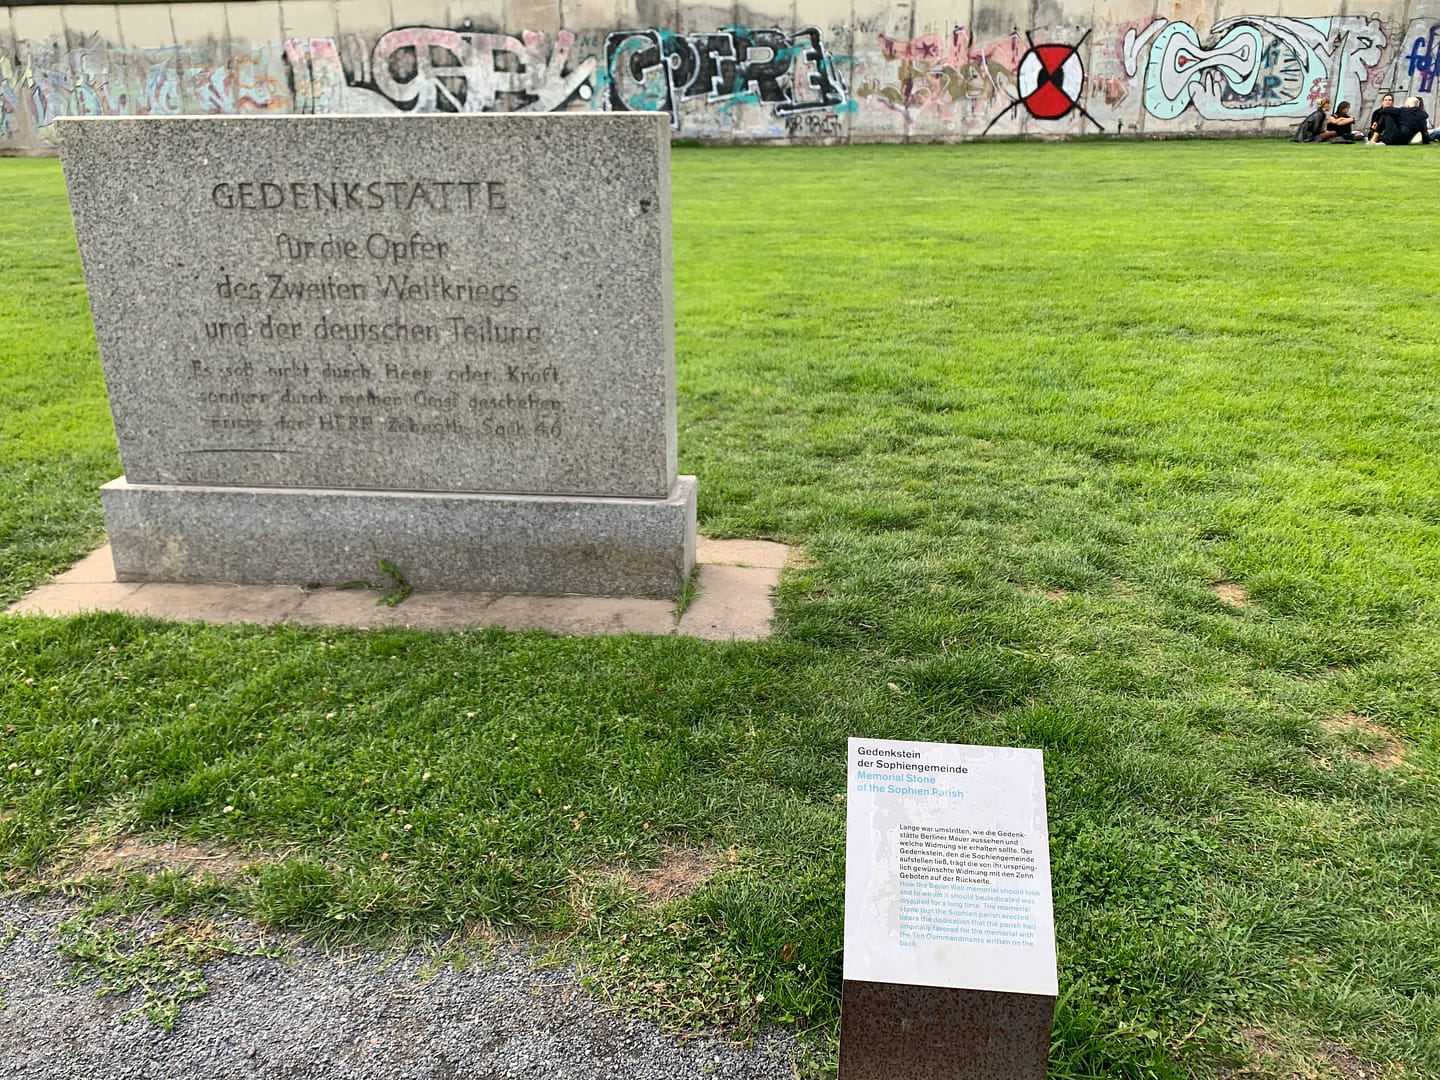 GEDENKSTÄTTE
für die Opfer
des Zweiten Weltkriegs
und der deutschen Teilung
Es soll nicht durch Heer oder Kraft,
sondern durch meinen Geist geschehen,
spricht der HERR Zebaoth. Sach 4,6
Gedenkstein
der Sophiengemeinde
Memorial Stone
of the Sophien Parish
Lange war umstritten, wie die Gedenk-
stätte Berliner Mauer aussehen und
welche Widmung sie erhalten sollte. Der
Gedenkstein, den die Sophiengemeinde
aufstellen ließ, trägt die von ihr ursprüng-
lich gewünschte Widmung mit den Zehn
Geboten auf der Rückseite.
How the Berlin Wall memorial should look
and to whom it should be dedicated was
disputed for a long time. The memorial
stone that the Sophien parish erected
bears the dedication that the parish had
originally favored for the memorial with
the Ten Commandments written on the
back.